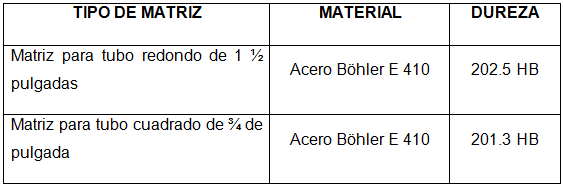 TIPO DE MATRIZ MATERIAL DUREZA
Matriz para tubo redondo de 1 ½
pulgadas
Acero Böhler E 410 202.5 HB
Matriz para tubo cuadrado de ¾ de
pulgada
Acero Böhler E 410 201.3 HB